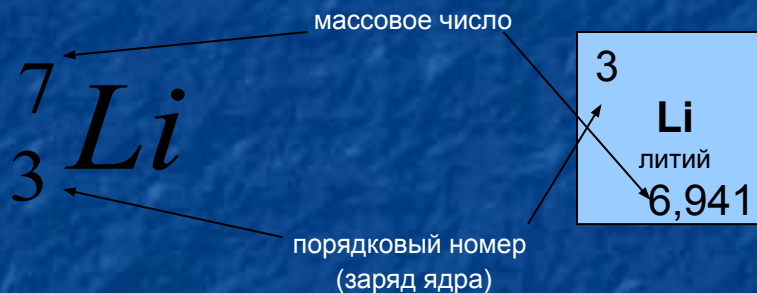 массовое число
7
3
Li
3
Li
литий
6,941
порядковый номер
(заряд ядра)